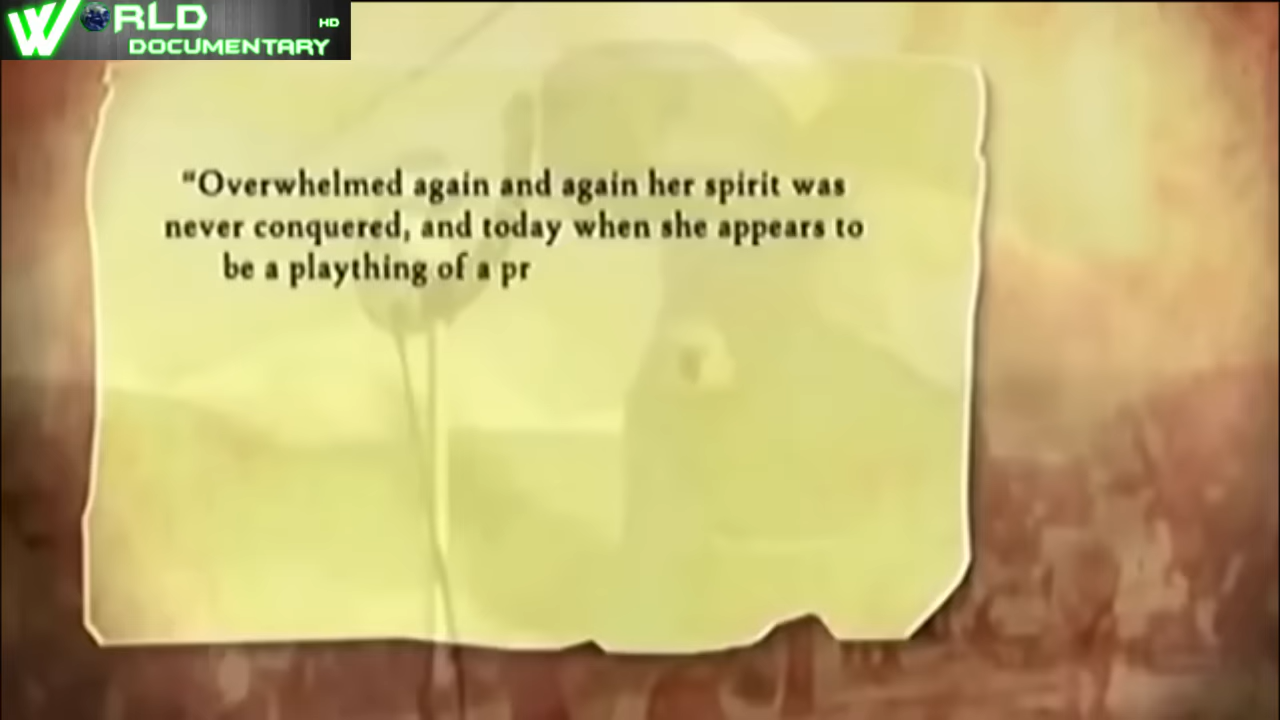 WORLD HD
DOCUMENTARY
“Overwhelmed again and again her spirit was
never conquered, and today when she appears to
be a plaything of a pr